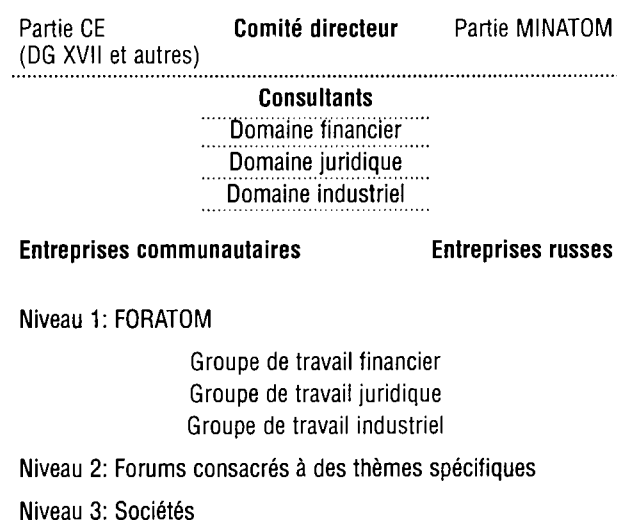 Partie CE Comité directeur Partie MINATOM
(DG XVII et autres)
Consultants
Domaine financier
Domaine juridique
Domaine industriel
Entreprises communautaires Entreprises russes
Niveau 1: FORATOM
Groupe de travail financier
Groupe de travail juridique
Groupe de travail industriel
Niveau 2: Forums consacrés à des thèmes spécifiques
Niveau 3: Sociétés